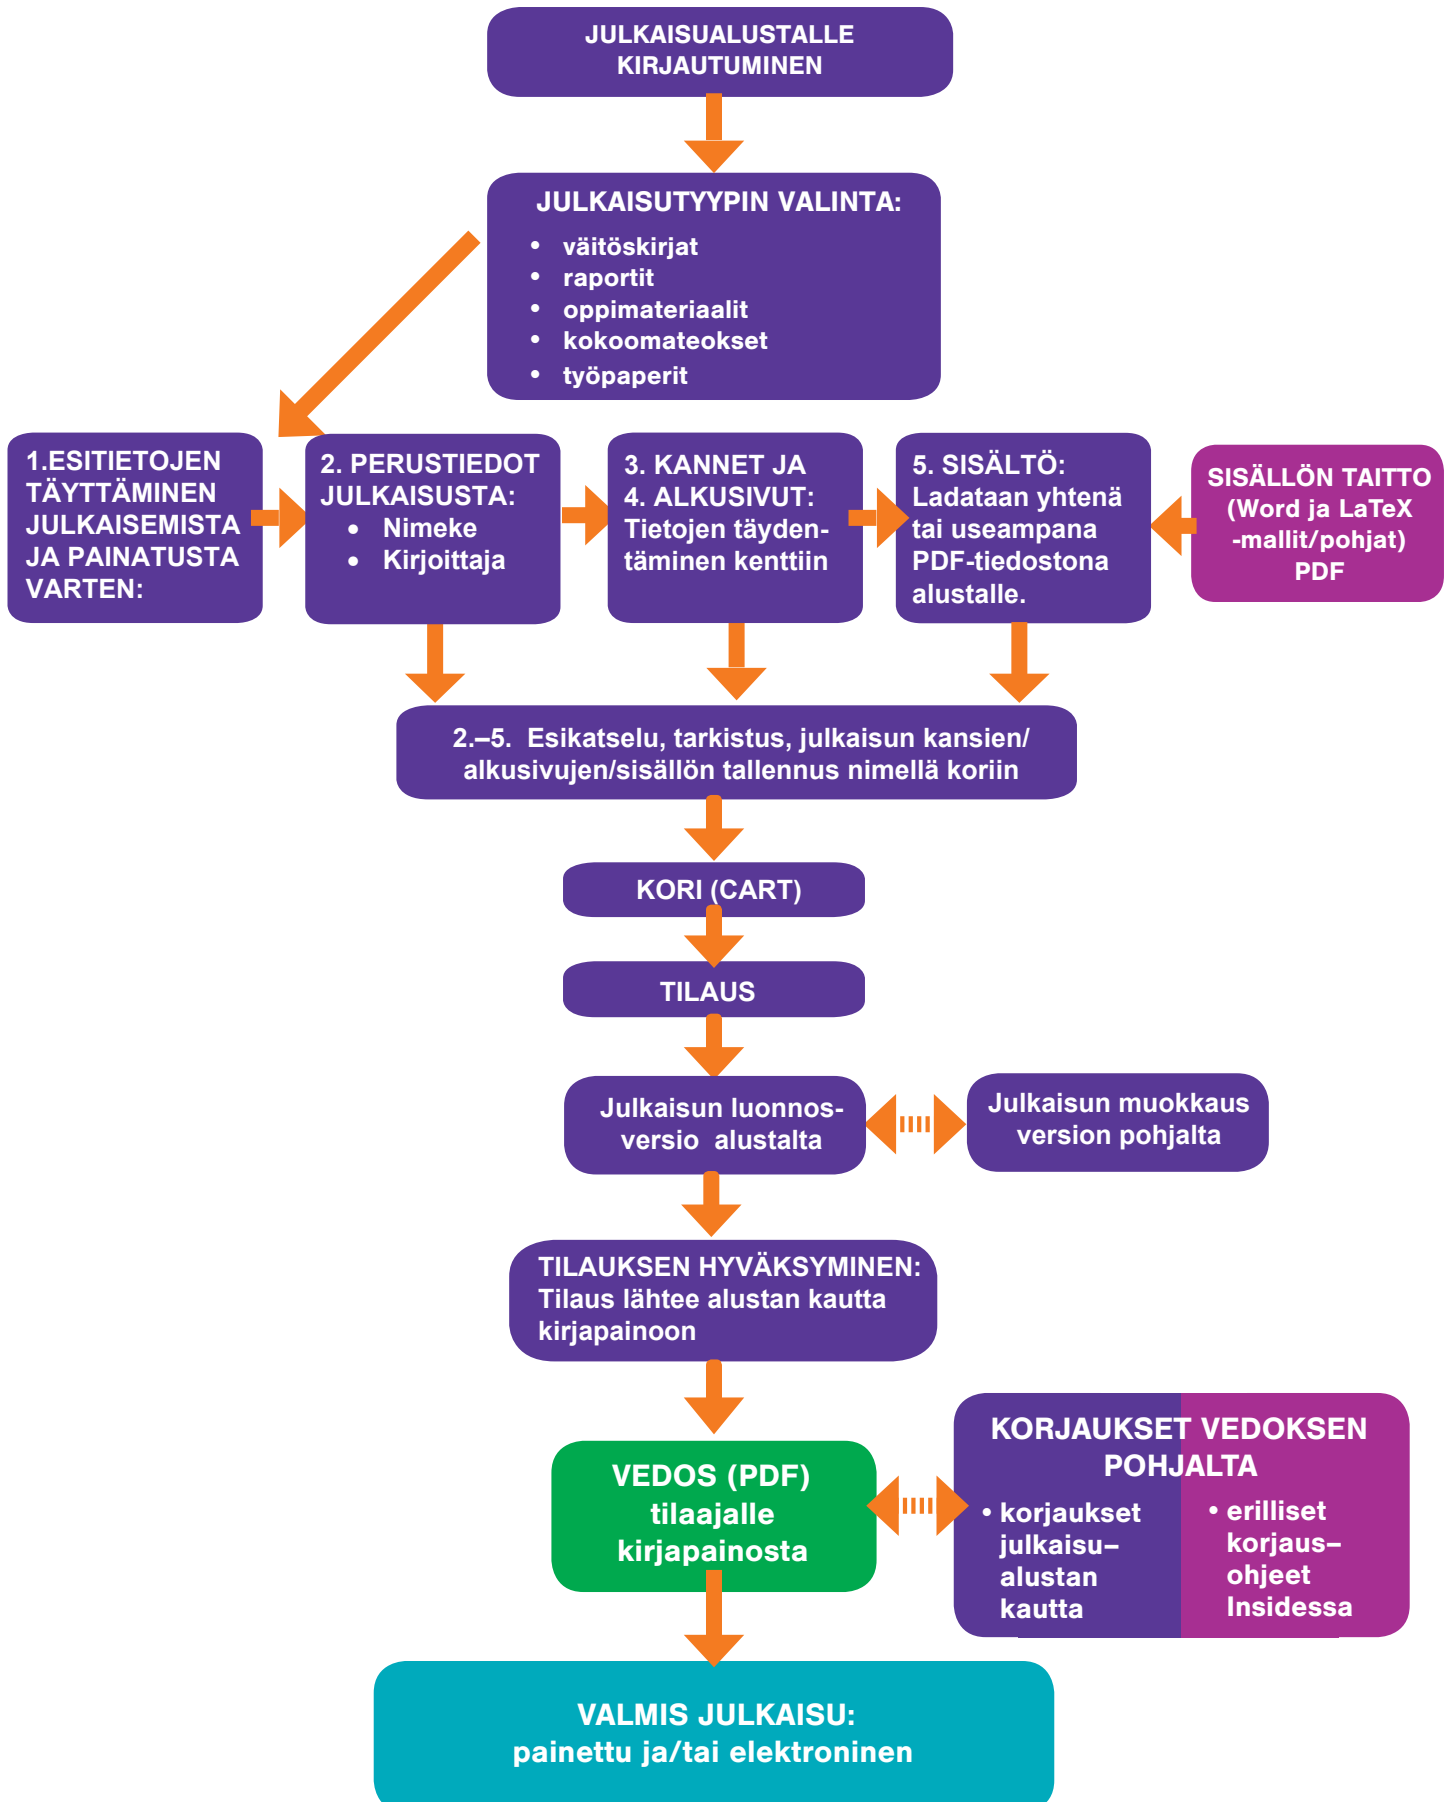 JULKAISUALUSTALLE
KIRJAUTUMINEN
JULKAISUTYYPIN VALINTA:
• väitöskirjat
• raportit
• oppimateriaalit
• kokoomateokset
• työpaperit
1.ESITIETOJEN
TÄYTTÄMINEN
JULKAISEMISTA
JA PAINATUSTA
VARTEN:
2. PERUSTIEDOT
JULKAISUSTA:
• Nimeke
• Kirjoittaja
3. KANNET JA
4. ALKUSIVUT:
Tietojen täyden-
täminen kenttiin
5. SISÄLTÖ:
Ladataan yhtenä
tai useampana
PDF-tiedostona
alustalle.
SISÄLLÖN TAITTO
(Word ja LaTeX
-mallit/pohjat)
PDF
2.–5. Esikatselu, tarkistus, julkaisun kansien/
alkusivujen/sisällön tallennus nimellä koriin
KORI (CART)
TILAUS
Julkaisun luonnos-
versio alustalta
Julkaisun muokkaus
version pohjalta
TILAUKSEN HYVÄKSYMINEN:
Tilaus lähtee alustan kautta
kirjapainoon
VEDOS (PDF)
tilaajalle
kirjapainosta
KORJAUKSET VEDOKSEN
POHJALTA
• korjaukset
julkaisu–
alustan
kautta
• erilliset
korjaus–
ohjeet
Insidessa
VALMIS JULKAISU:
painettu ja/tai elektroninen